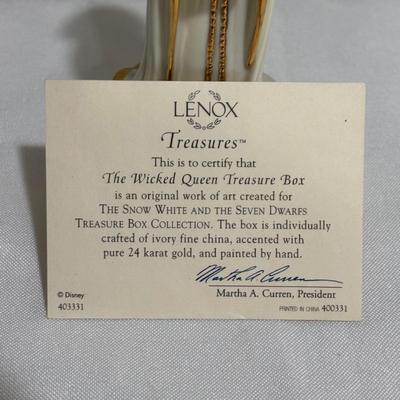 LENOX
Treasures™
This is to certify that
The Wicked Queen Treasure Box
is an original work of art created for
THE SNOW WHITE AND THE SEVEN DWARFS
TREASURE BOX COLLECTION. The box is individually
crafted of ivory fine china, accented with
pure 24 karat gold, and painted by hand.
Martha A. Curren
Martha A. Curren, President
© Disney
403331
PRINTED IN CHINA 400331